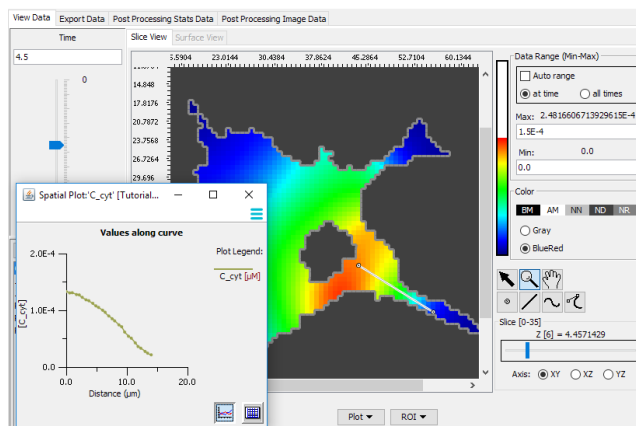 View Data Export Data Post Processing Stats Data Post Processing Image Data
Time
4.5
0
Slice View Surface View
5.5904 23.0144 30.4384 37.8624 45.2864 52.7104 60.1344
14.848
17.8176
20.7872
23.7568
26.7264
29.696
Data Range (Min-Max)
Auto range
at time all times
Max: 2.4816606713929615E-4
1.5E-4
Min: 0.0
0.0
Color
BM AM NN ND NR
Gray
BlueRed
Slice [0-35]
Z [6] = 4.4571429
Axis: XY XZ YZ
Plot ROI
Spatial Plot:'C_cyt' [Tutorial...
Values along curve
Plot Legend:
C_cyt [µM]
2.0E-4
1.0E-4
0.0
[C_cyt]
0.0 10.0 20.0
Distance (µm)